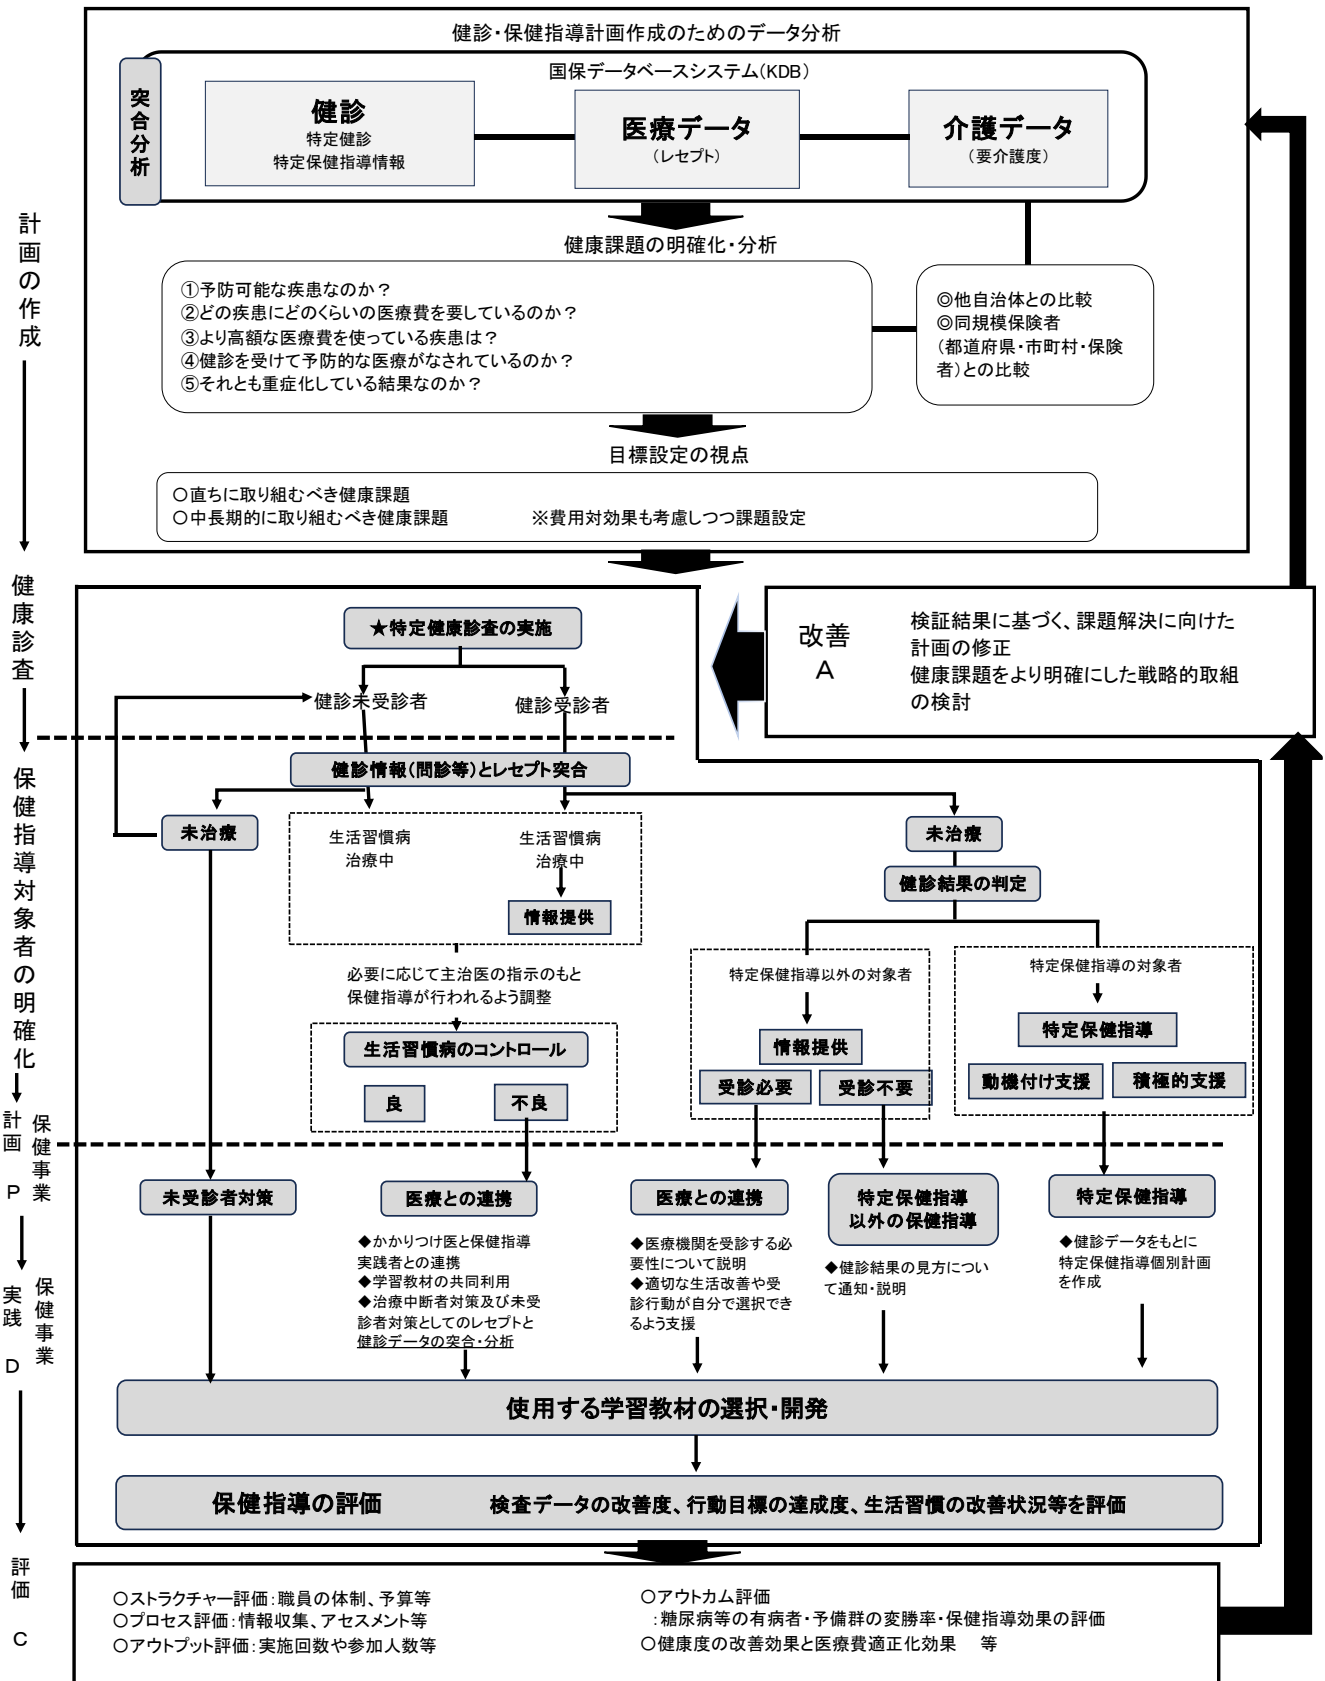 健診・保健指導計画作成のためのデータ分析
国保データベースシステム(KDB)
突合分析
健診
特定健診
特定保健指導情報
医療データ
(レセプト)
介護データ
(要介護度)
計画の作成
健康課題の明確化・分析
①予防可能な疾患なのか？
②どの疾患にどのくらいの医療費を要しているのか？
③より高額な医療費を使っている疾患は？
④健診を受けて予防的な医療がなされているのか？
⑤それとも重症化している結果なのか？
◎他自治体との比較
◎同規模保険者
(都道府県・市町村・保険
者)との比較
目標設定の視点
○直ちに取り組むべき健康課題
○中長期的に取り組むべき健康課題 ※費用対効果も考慮しつつ課題設定
健康診査
★特定健康診査の実施
健診未受診者
健診受診者
改善
A
検証結果に基づく、課題解決に向けた
計画の修正
健康課題をより明確にした戦略的取組
の検討
保健指導対象者の明確化
健診情報(問診等)とレセプト突合
未治療
生活習慣病
治療中
生活習慣病
治療中
情報提供
未治療
健診結果の判定
必要に応じて主治医の指示のもと
保健指導が行われるよう調整
生活習慣病のコントロール
良
不良
特定保健指導以外の対象者
情報提供
受診必要
受診不要
特定保健指導の対象者
特定保健指導
動機付け支援
積極的支援
計画 P
保健事業
未受診者対策
医療との連携
医療との連携
特定保健指導
以外の保健指導
特定保健指導
実践 D
保健事業
◆かかりつけ医と保健指導
実践者との連携
◆学習教材の共同利用
◆治療中断者対策及び未受
診者対策としてのレセプトと
健診データの突合・分析
◆医療機関を受診する必
要性について説明
◆適切な生活改善や受
診行動が自分で選択でき
るよう支援
◆健診結果の見方につい
て通知・説明
◆健診データをもとに
特定保健指導個別計画
を作成
使用する学習教材の選択・開発
保健指導の評価 検査データの改善度、行動目標の達成度、生活習慣の改善状況等を評価
評価 C
○ストラクチャー評価：職員の体制、予算等
○プロセス評価：情報収集、アセスメント等
○アウトプット評価：実施回数や参加人数等
○アウトカム評価
：糖尿病等の有病者・予備群の変勝率・保健指導効果の評価
○健康度の改善効果と医療費適正化効果 等